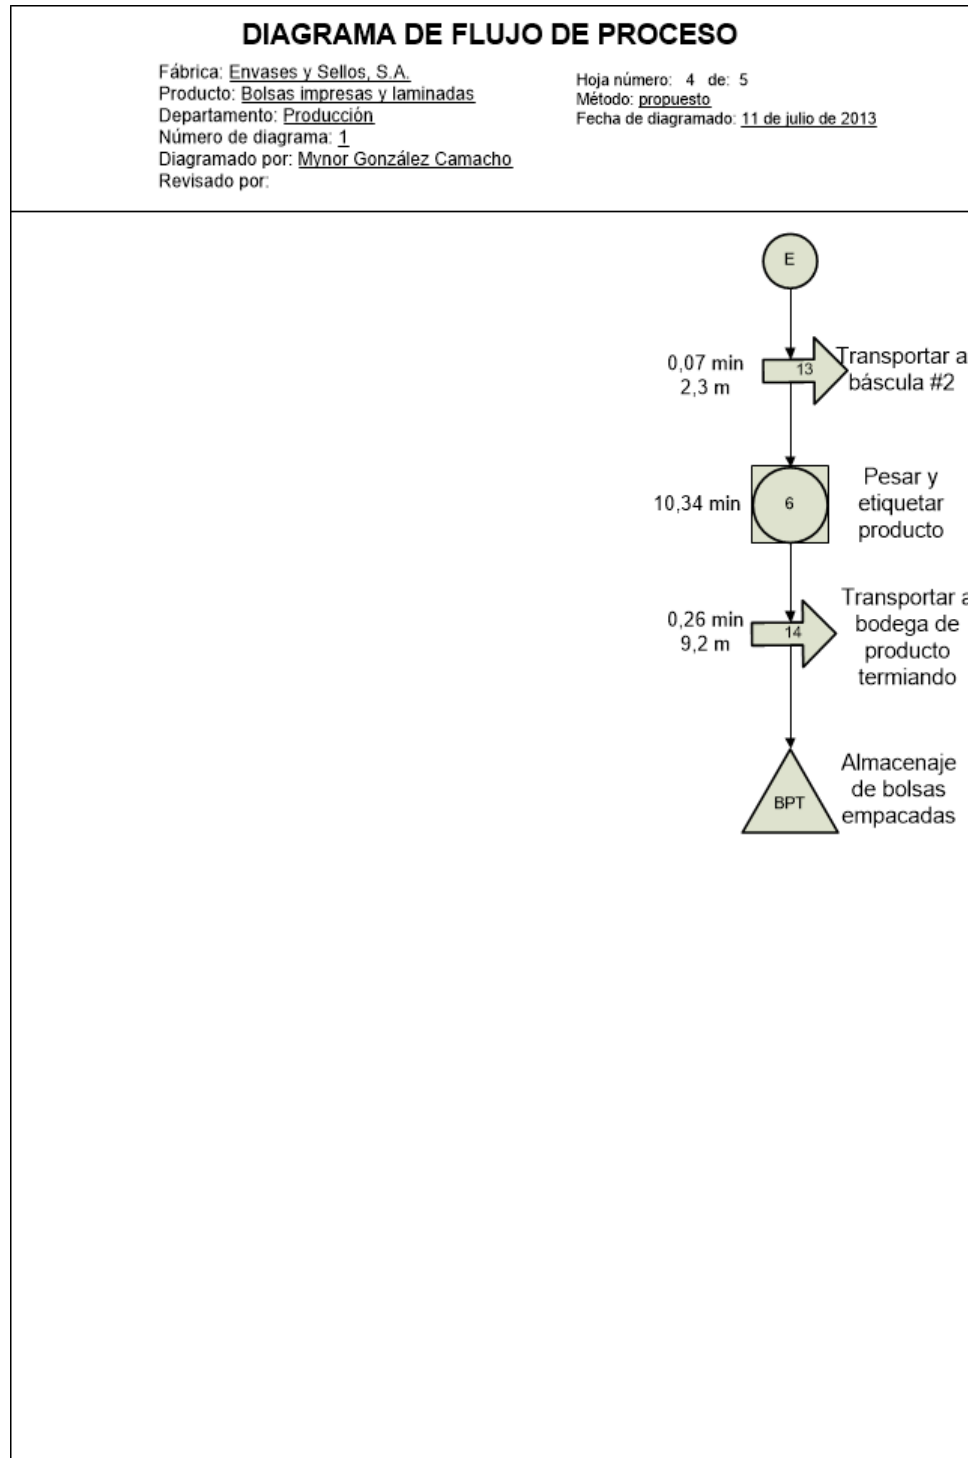 DIAGRAMA DE FLUJO DE PROCESO
Fábrica: Envases y Sellos, S.A.
Producto: Bolsas impresas y laminadas
Departamento: Producción
Número de diagrama: 1
Diagramado por: Mynor González Camacho
Revisado por:
Hoja número: 4 de: 5
Método: propuesto
Fecha de diagramado: 11 de julio de 2013
E
0,07 min
2,3 m
13
Transportar a
báscula #2
10,34 min
6
Pesar y
etiquetar
producto
0,26 min
9,2 m
14
Transportar a
bodega de
producto
termiando
BPT
Almacenaje
de bolsas
empacadas